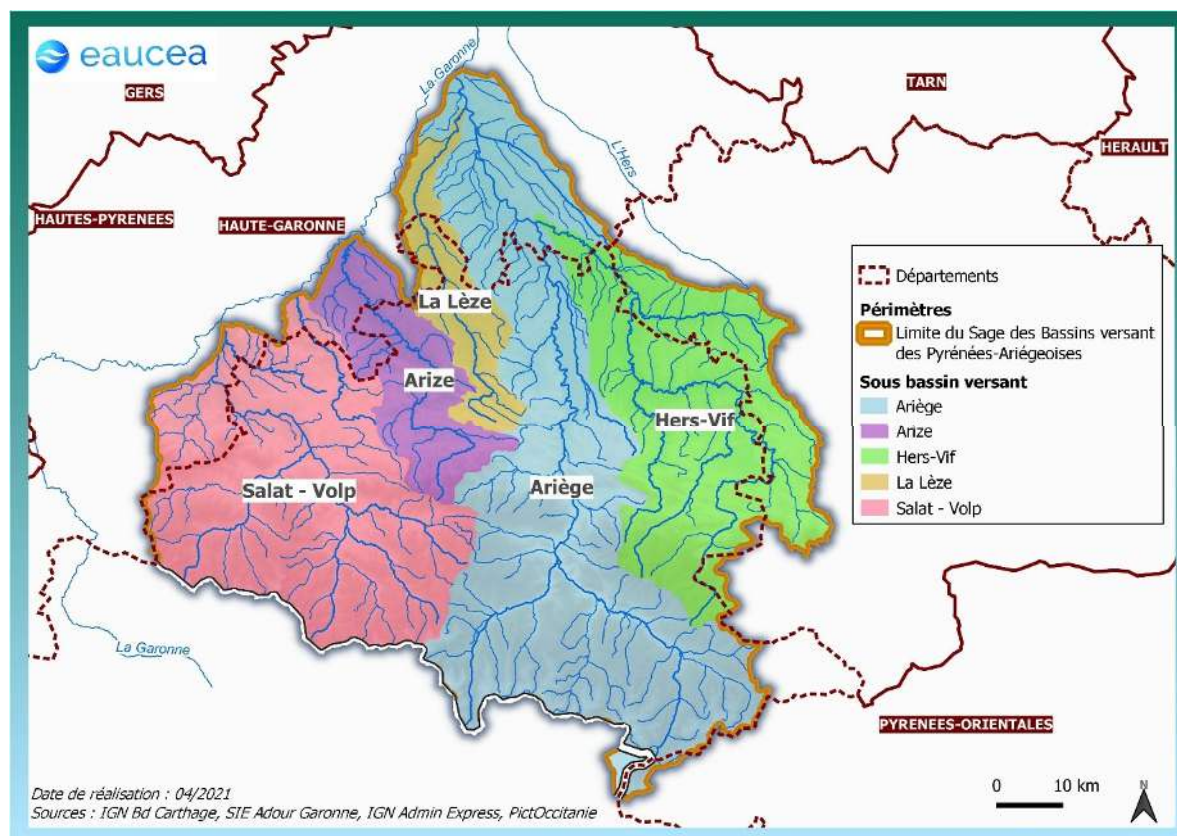 eaucea
La Garonne
GERS
TARN
L'Hers
HERAULT
HAUTES-PYRENEES
HAUTE-GARONNE
Départements
Périmètres
Limite du Sage des Bassins versant
des Pyrénées-Ariégeoises
Sous bassin versant
Ariège
Arize
Hers-Vif
La Lèze
Salat - Volp
La Lèze
Arize
Hers-Vif
Salat - Volp
Ariège
La Garonne
PYRENEES-ORIENTALES
Date de réalisation : 04/2021
Sources : IGN Bd Carthage, SIE Adour Garonne, IGN Admin Express, PictOccitanie
0 10 km
N